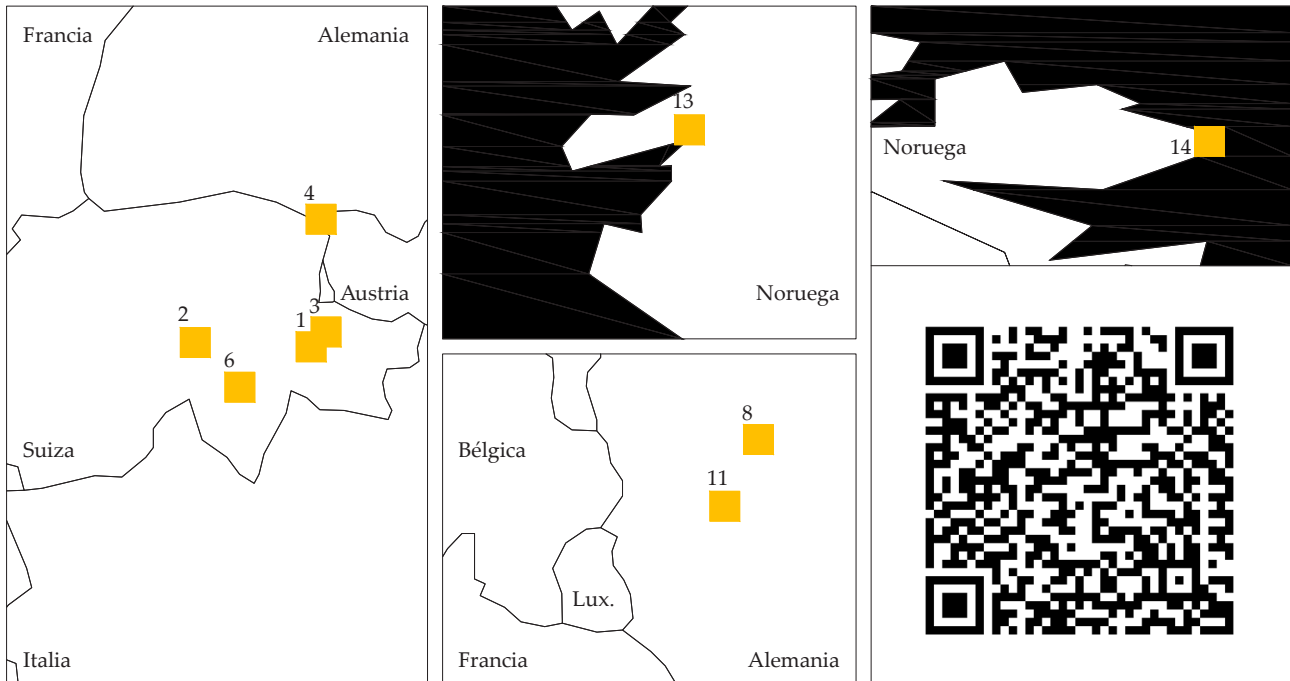 Francia
Alemania
4
Austria
3
1
2
6
Suiza
Italia
13
Noruega
Bélgica
8
11
Lux.
Francia
Alemania
Noruega
14